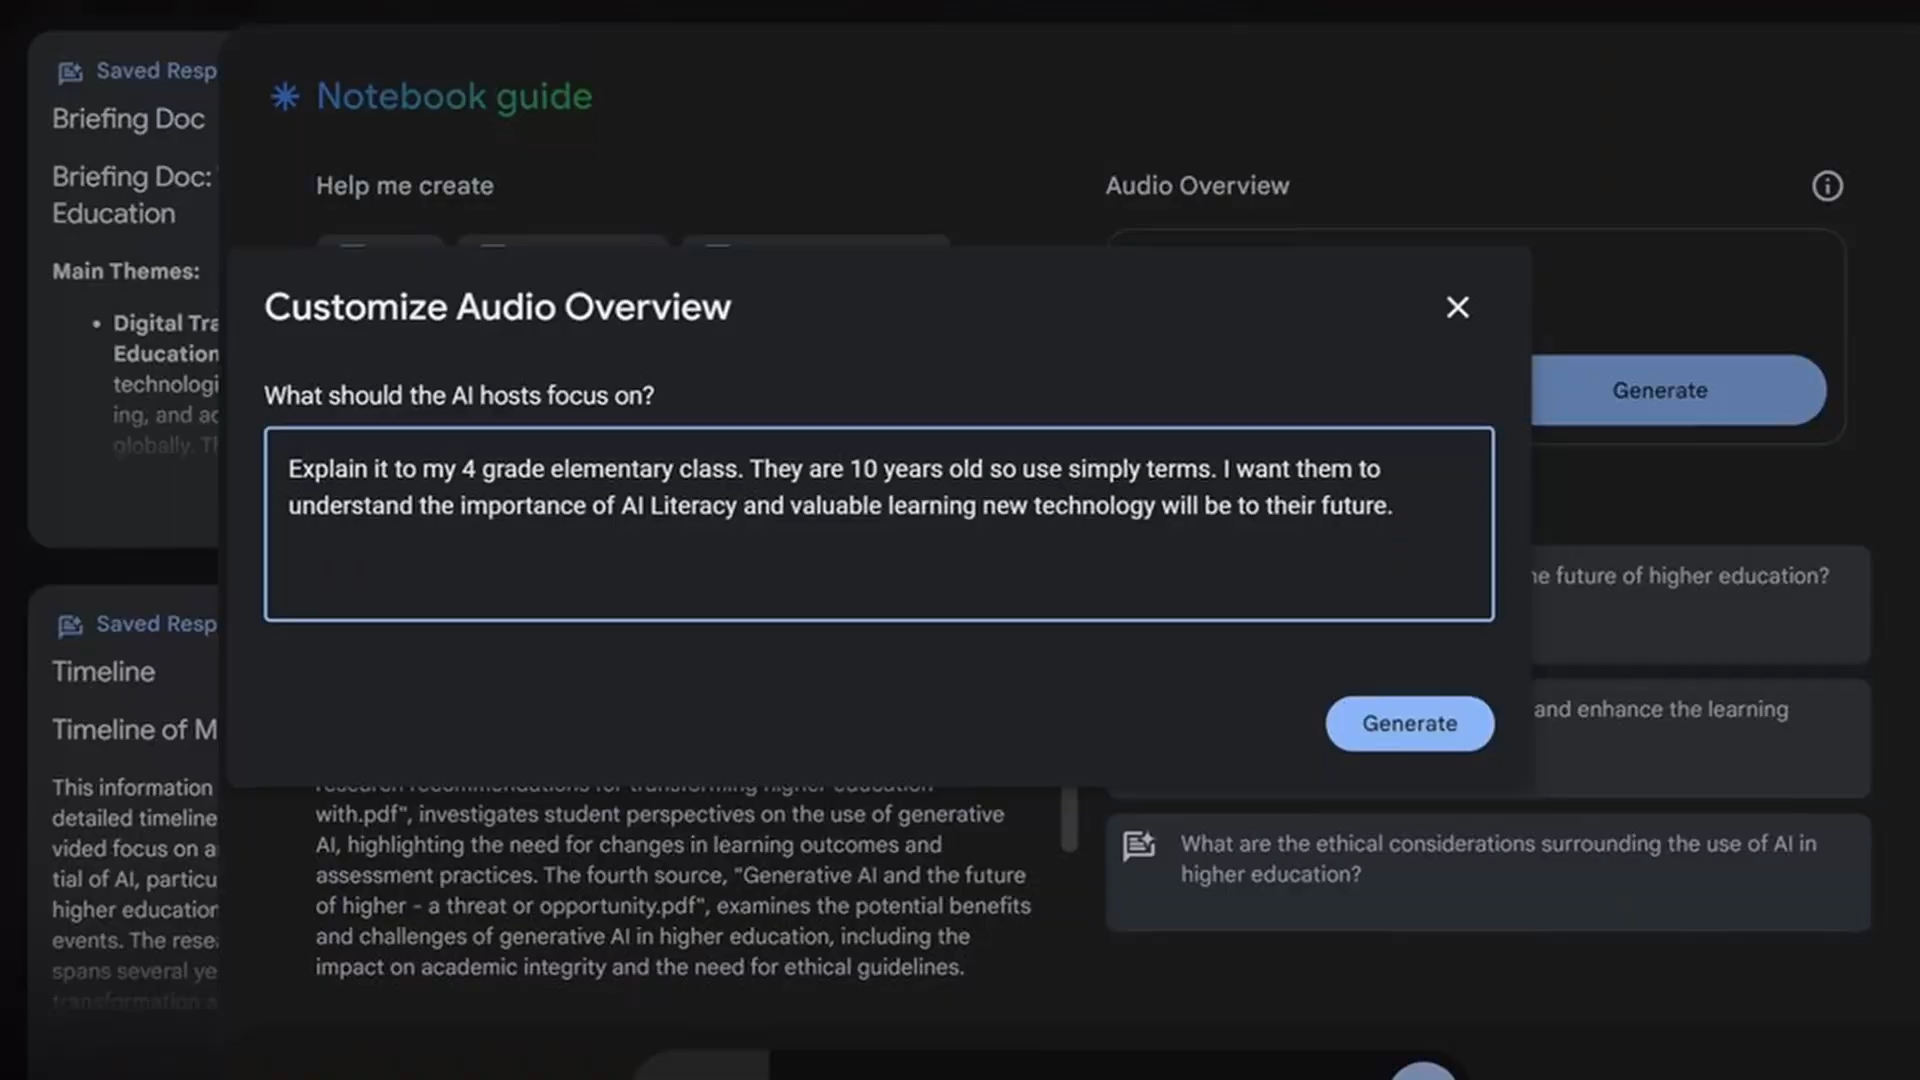 Saved Resp
Briefing Doc
Briefing Doc:
Education
Main Themes:
• Digital Tra
Education
technologi
ing, and ac
globally. Th
Saved Resp
Timeline
Timeline of M
This information
detailed timeline
vided focus on a
tial of AI, particu
higher education
events. The rese
spans several ye
transformation a
Notebook guide
Help me create
Audio Overview
Generate
Customize Audio Overview
What should the AI hosts focus on?
Explain it to my 4 grade elementary class. They are 10 years old so use simply terms. I want them to
understand the importance of AI Literacy and valuable learning new technology will be to their future.
Generate
with.pdf", investigates student perspectives on the use of generative
AI, highlighting the need for changes in learning outcomes and
assessment practices. The fourth source, "Generative AI and the future
of higher - a threat or opportunity.pdf", examines the potential benefits
and challenges of generative AI in higher education, including the
impact on academic integrity and the need for ethical guidelines.
he future of higher education?
and enhance the learning
What are the ethical considerations surrounding the use of AI in
higher education?